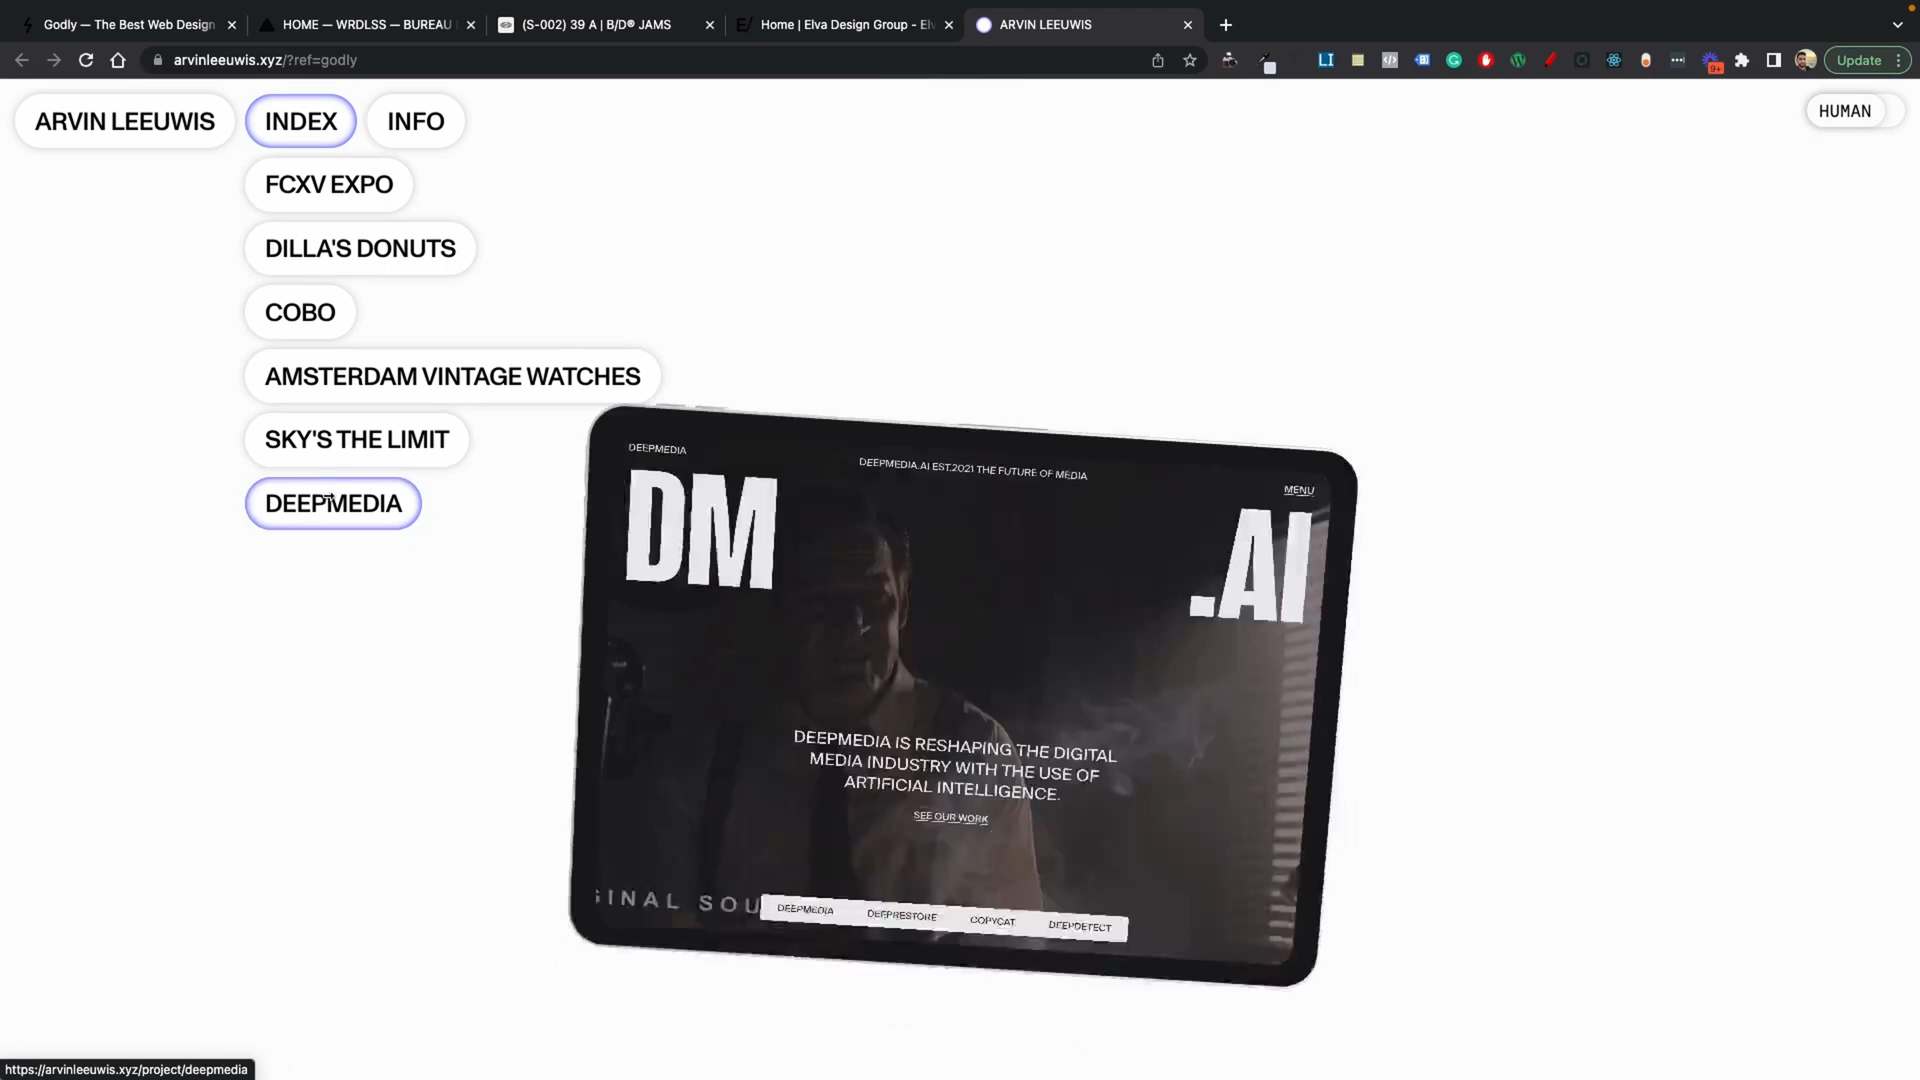 Godly — The Best Web Design
HOME — WRDLSS — BUREAU
(S-002) 39 A | B/D® JAMS
Home | Elva Design Group - El
ARVIN LEEUWIS
arvinleeuwis.xyz/?ref=godly
9+
Update
ARVIN LEEUWIS
INDEX
INFO
HUMAN
FCXV EXPO
DILLA'S DONUTS
COBO
AMSTERDAM VINTAGE WATCHES
SKY'S THE LIMIT
DEEPMEDIA
DEEPMEDIA
DEEPMEDIA.AI EST.2021 THE FUTURE OF MEDIA
MENU
DM
.AI
DEEPMEDIA IS RESHAPING THE DIGITAL
MEDIA INDUSTRY WITH THE USE OF
ARTIFICIAL INTELLIGENCE.
SEE OUR WORK
GINAL SOU
DEEPMEDIA
DEEPRESTORE
COPYCAT
DEEPDETECT
https://arvinleeuwis.xyz/project/deepmedia